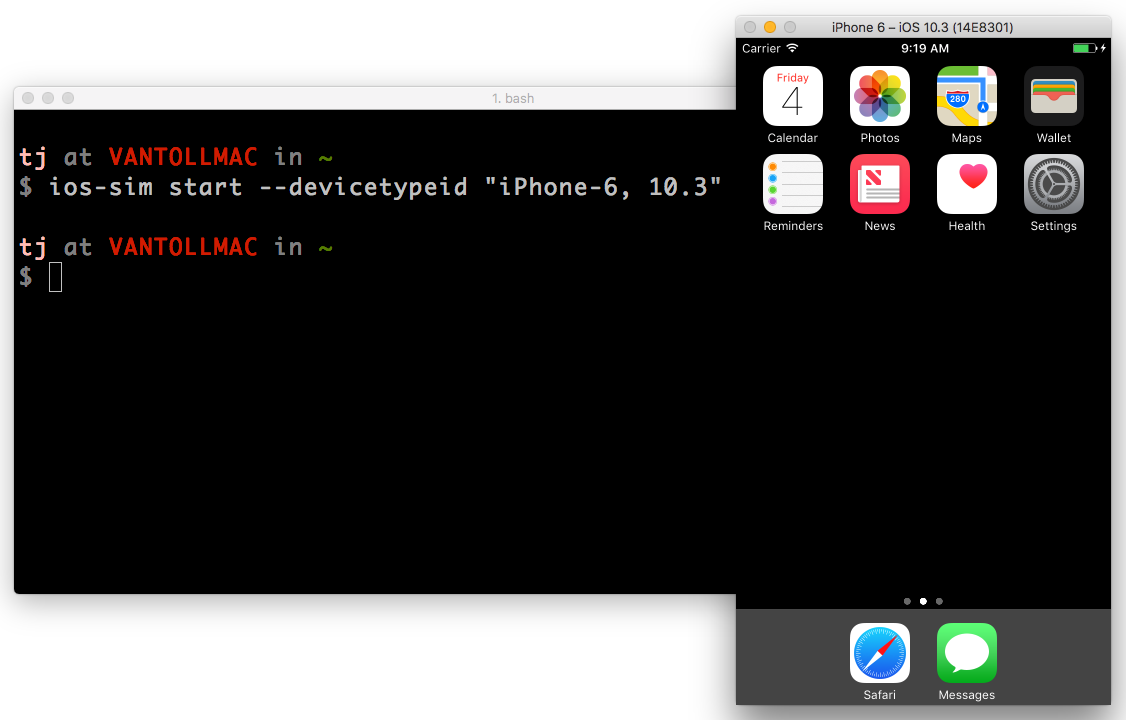 1. bash
tj at VANTOLLMAC in ~
$ ios-sim start --devicetypeid "iPhone-6, 10.3"
tj at VANTOLLMAC in ~
$
iPhone 6 – iOS 10.3 (14E8301)
Carrier 9:19 AM
Friday
4
280
Calendar Photos Maps Wallet
Reminders News Health Settings
Safari Messages